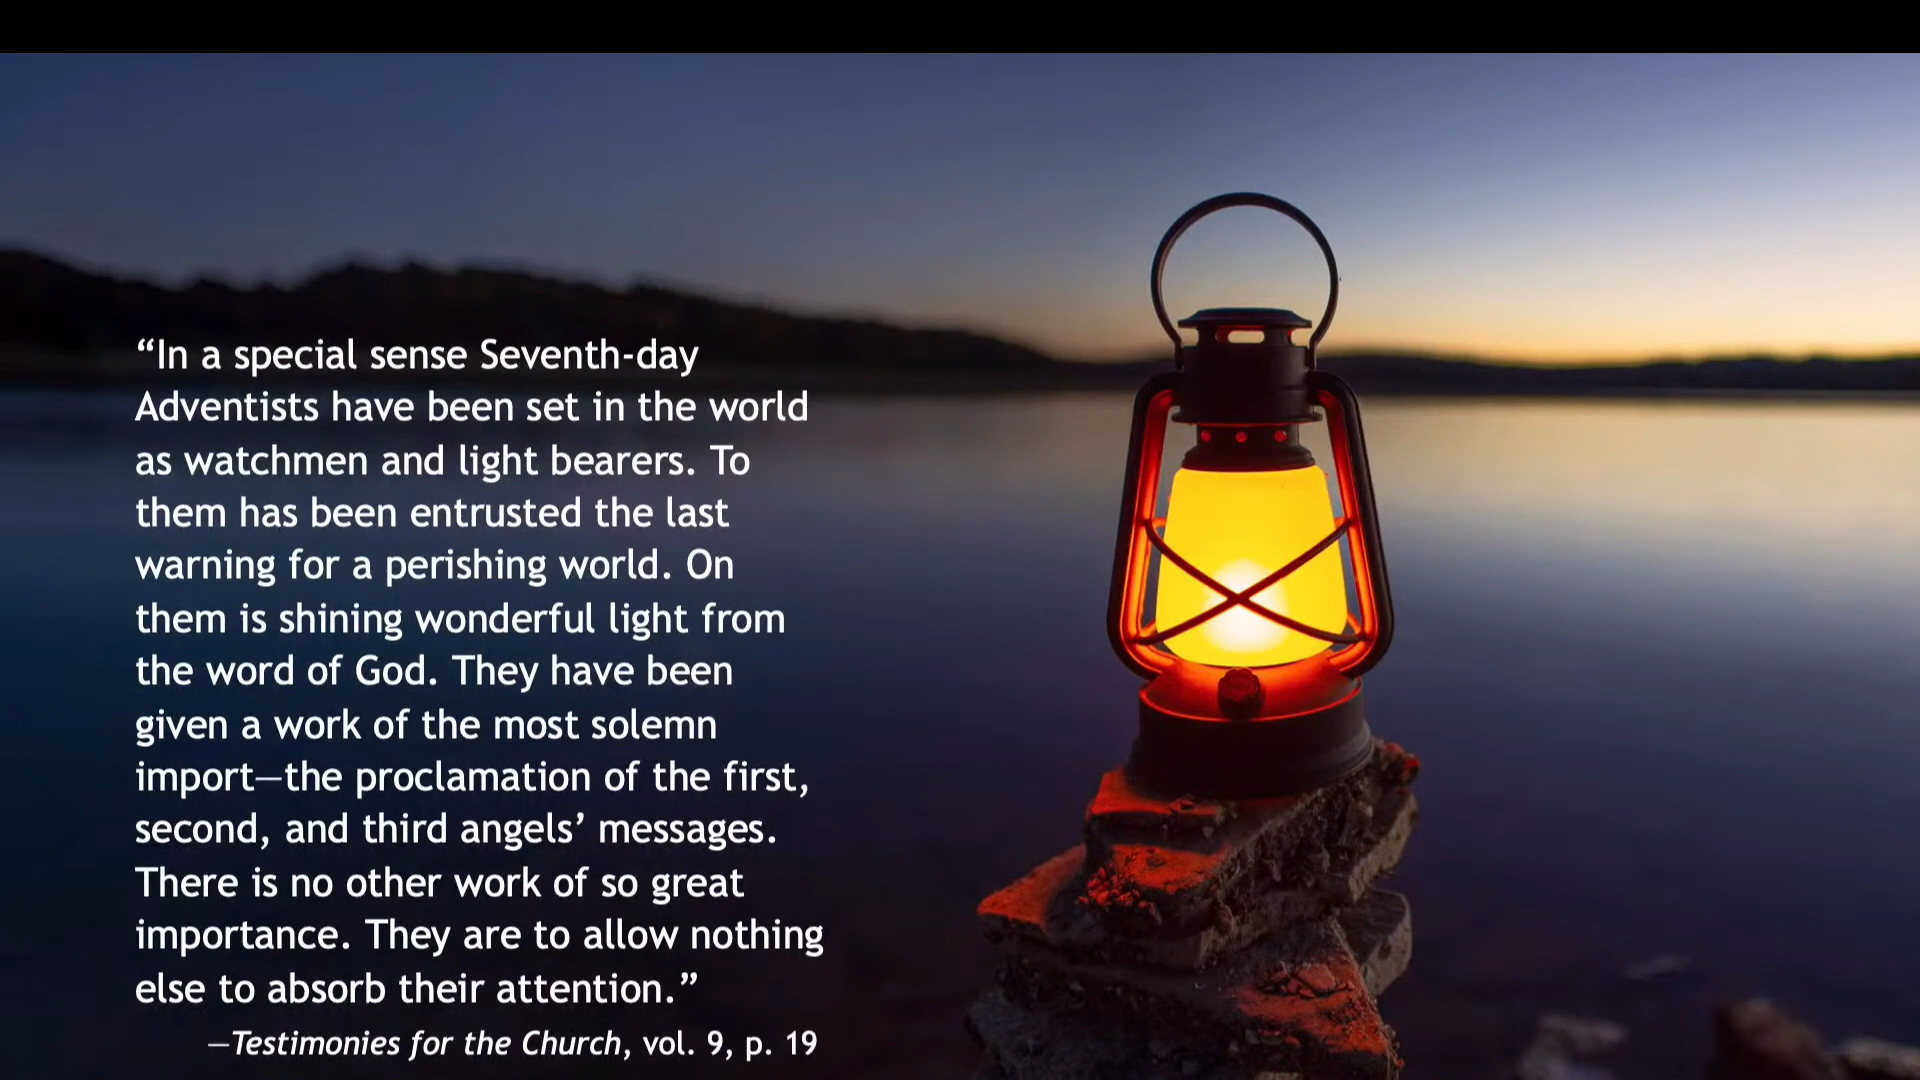 “In a special sense Seventh-day
Adventists have been set in the world
as watchmen and light bearers. To
them has been entrusted the last
warning for a perishing world. On
them is shining wonderful light from
the word of God. They have been
given a work of the most solemn
import—the proclamation of the first,
second, and third angels’ messages.
There is no other work of so great
importance. They are to allow nothing
else to absorb their attention.”
—Testimonies for the Church, vol. 9, p. 19